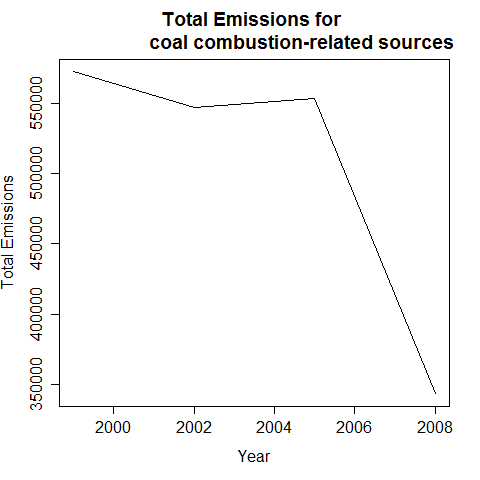 Total Emissions for
coal combustion-related sources
Total Emissions
550000
500000
450000
400000
350000
2000 2002 2004 2006 2008
Year